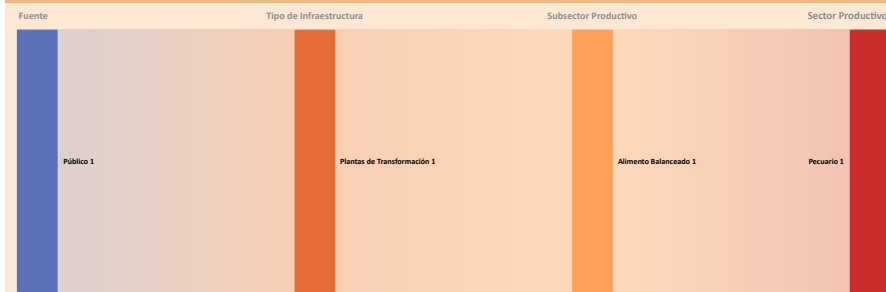 Fuente
Tipo de Infraestructura
Subsector Productivo
Sector Productivo
Público 1
Plantas de Transformación 1
Alimento Balanceado 1
Pecuario 1